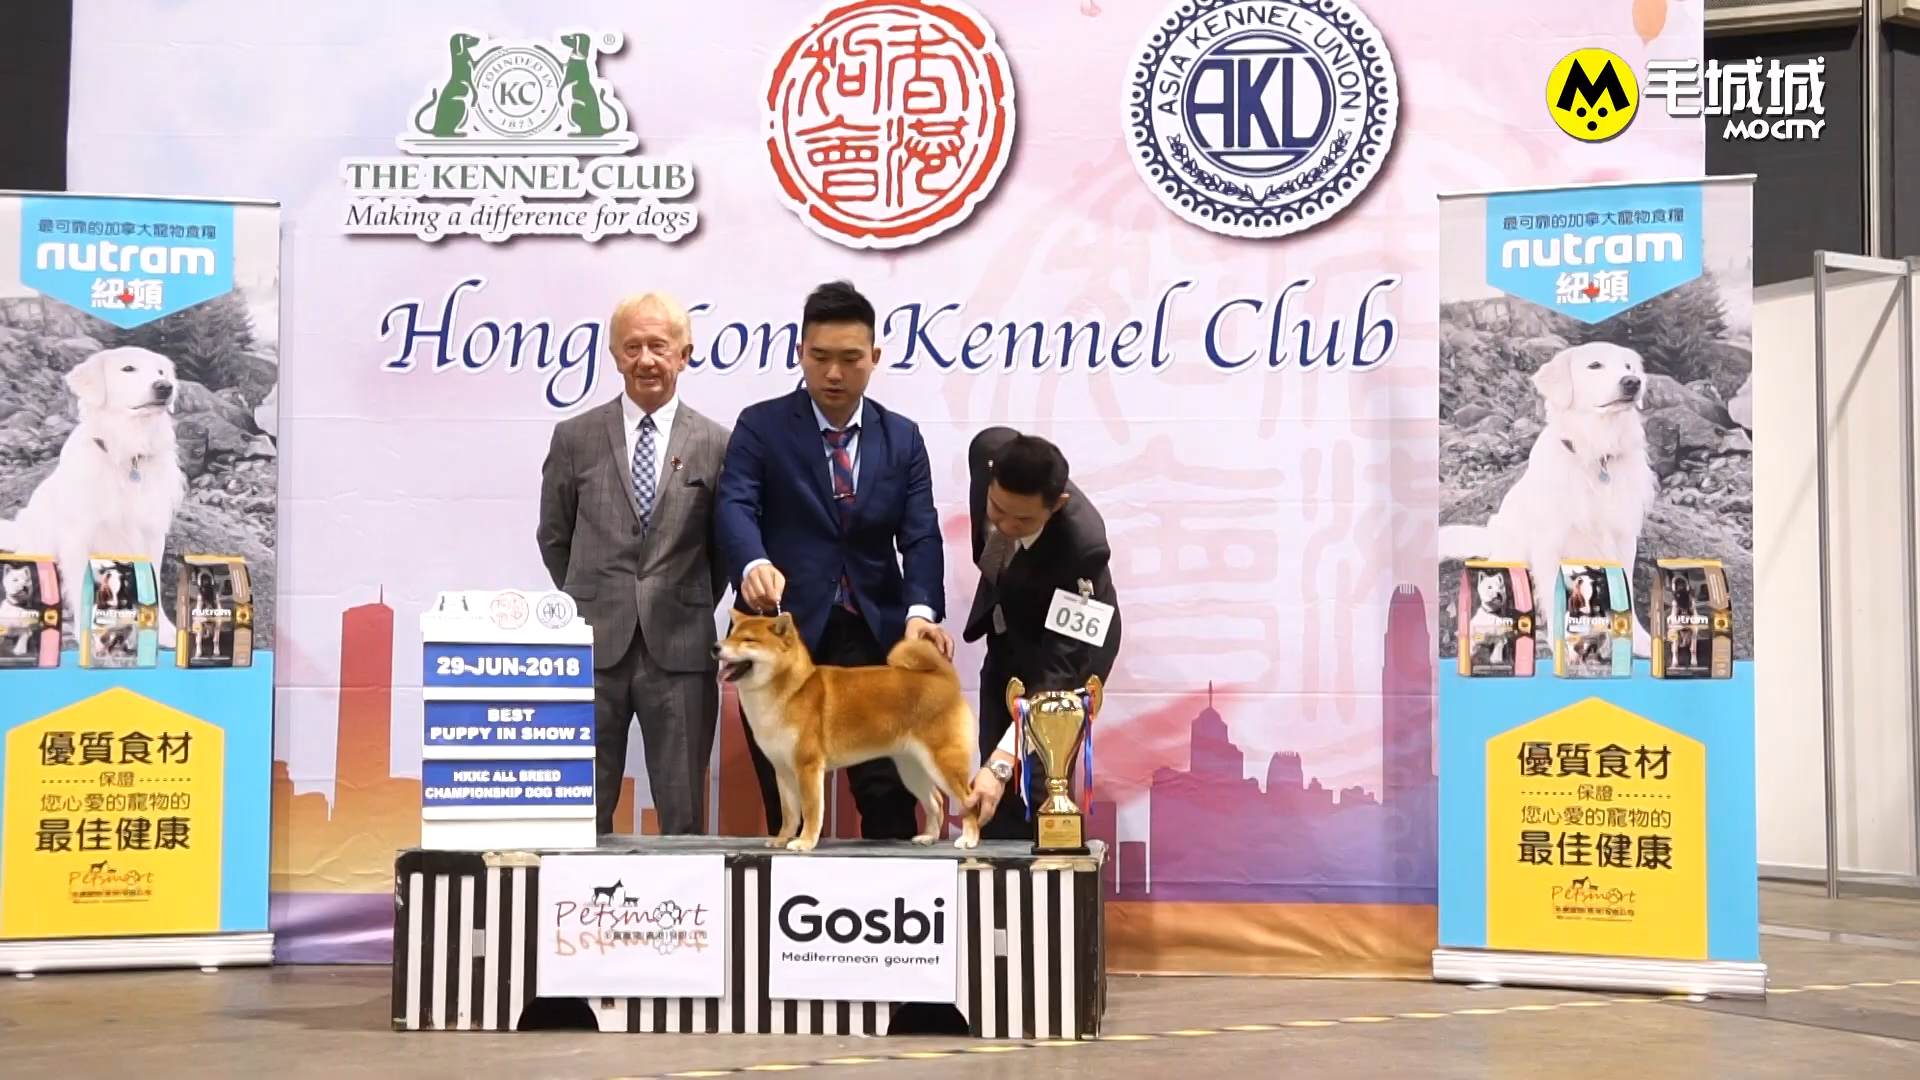 FOUNDED IN
KC
1873
THE KENNEL CLUB
Making a difference for dogs
香港狗會
ASIA KENNEL UNION
AKU
毛城城
MOCITY
Hong Kong Kennel Club
最可靠的加拿大寵物食糧
nutram
紐頓
優質食材
保證
您心愛的寵物的
最佳健康
Petsmart
29-JUN-2018
BEST
PUPPY IN SHOW 2
HKKC ALL BREED
CHAMPIONSHIP DOG SHOW
036
Petsmart
Gosbi
Mediterranean gourmet
最可靠的加拿大寵物食糧
nutram
紐頓
nutram
優質食材
保證
您心愛的寵物的
最佳健康
Petsmart